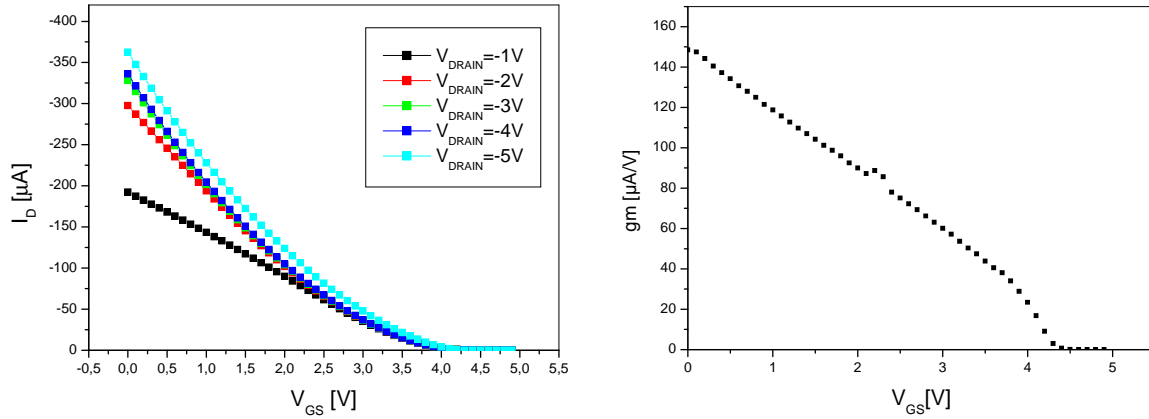 -400
-350
-300
-250
-200
-150
-100
-50
0
I_D [µA]
-0,5 0,0 0,5 1,0 1,5 2,0 2,5 3,0 3,5 4,0 4,5 5,0 5,5
V_GS [V]
V_DRAIN=-1V
V_DRAIN=-2V
V_DRAIN=-3V
V_DRAIN=-4V
V_DRAIN=-5V
160
140
120
100
80
60
40
20
0
gm [µA/V]
0 1 2 3 4 5
V_GS[V]